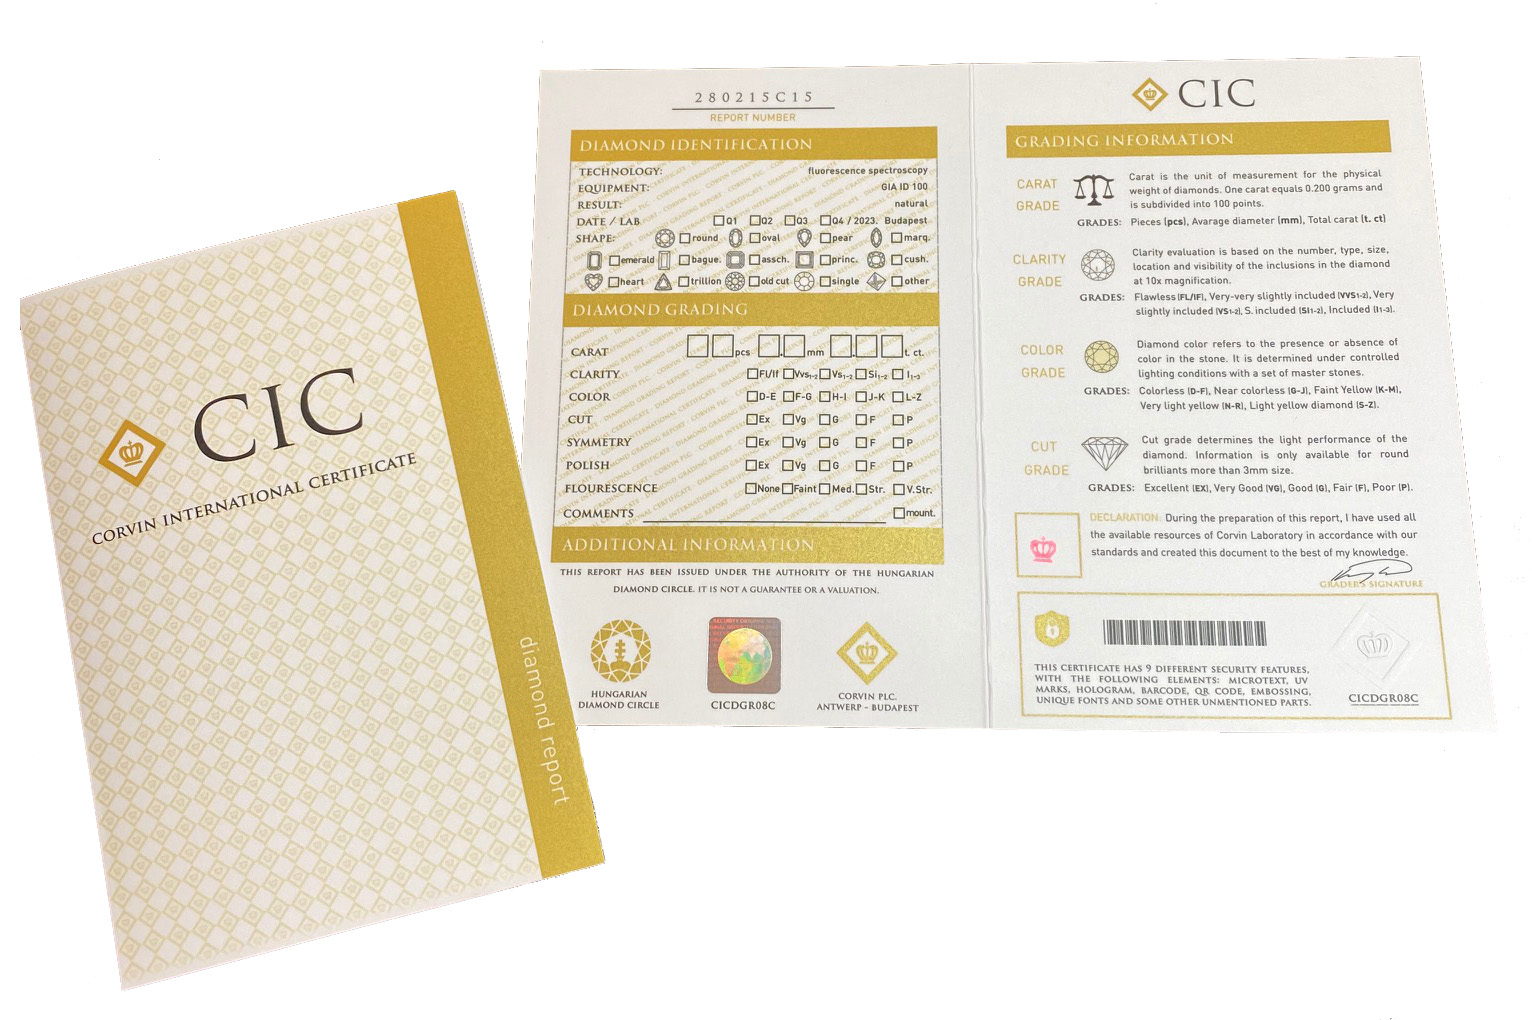 CIC
CORVIN INTERNATIONAL CERTIFICATE
diamond report
280215C15
REPORT NUMBER
DIAMOND IDENTIFICATION
TECHNOLOGY: fluorescence spectroscopy
EQUIPMENT: GIA ID 100
RESULT: natural
DATE / LAB Q1 Q2 Q3 Q4 / 2023. Budapest
SHAPE: round oval pear marq.
emerald bague. assch. princ. cush.
heart trillion old cut single other
DIAMOND GRADING
CARAT pcs . mm . t. ct.
CLARITY Fl/If Vvs1-2 Vs1-2 Si1-2 I1-3
COLOR D-E F-G H-I J-K L-Z
CUT Ex Vg G F P
SYMMETRY Ex Vg G F P
POLISH Ex Vg G F P
FLOURESCENCE None Faint Med. Str. V.Str.
COMMENTS mount.
ADDITIONAL INFORMATION
THIS REPORT HAS BEEN ISSUED UNDER THE AUTHORITY OF THE HUNGARIAN
DIAMOND CIRCLE. IT IS NOT A GUARANTEE OR A VALUATION.
HUNGARIAN
DIAMOND CIRCLE
CICDGR08C
CORVIN PLC.
ANTWERP - BUDAPEST
CIC
GRADING INFORMATION
CARAT
GRADE
Carat is the unit of measurement for the physical
weight of diamonds. One carat equals 0.200 grams and
is subdivided into 100 points.
GRADES: Pieces (pcs), Avarage diameter (mm), Total carat (t. ct)
CLARITY
GRADE
Clarity evaluation is based on the number, type, size,
location and visibility of the inclusions in the diamond
at 10x magnification.
GRADES: Flawless (FL/IF), Very-very slightly included (VVS1-2), Very
slightly included (VS1-2), S. included (SI1-2), Included (I1-3).
COLOR
GRADE
Diamond color refers to the presence or absence of
color in the stone. It is determined under controlled
lighting conditions with a set of master stones.
GRADES: Colorless (D-F), Near colorless (G-J), Faint Yellow (K-M),
Very light yellow (N-R), Light yellow diamond (S-Z).
CUT
GRADE
Cut grade determines the light performance of the
diamond. Information is only available for round
brilliants more than 3mm size.
GRADES: Excellent (EX), Very Good (VG), Good (G), Fair (F), Poor (P).
DECLARATION: During the preparation of this report, I have used all
the available resources of Corvin Laboratory in accordance with our
standards and created this document to the best of my knowledge.
GRADER'S SIGNATURE
THIS CERTIFICATE HAS 9 DIFFERENT SECURITY FEATURES,
WITH THE FOLLOWING ELEMENTS: MICROTEXT, UV
MARKS, HOLOGRAM, BARCODE, QR CODE, EMBOSSING,
UNIQUE FONTS AND SOME OTHER UNMENTIONED PARTS.
CICDGR08C